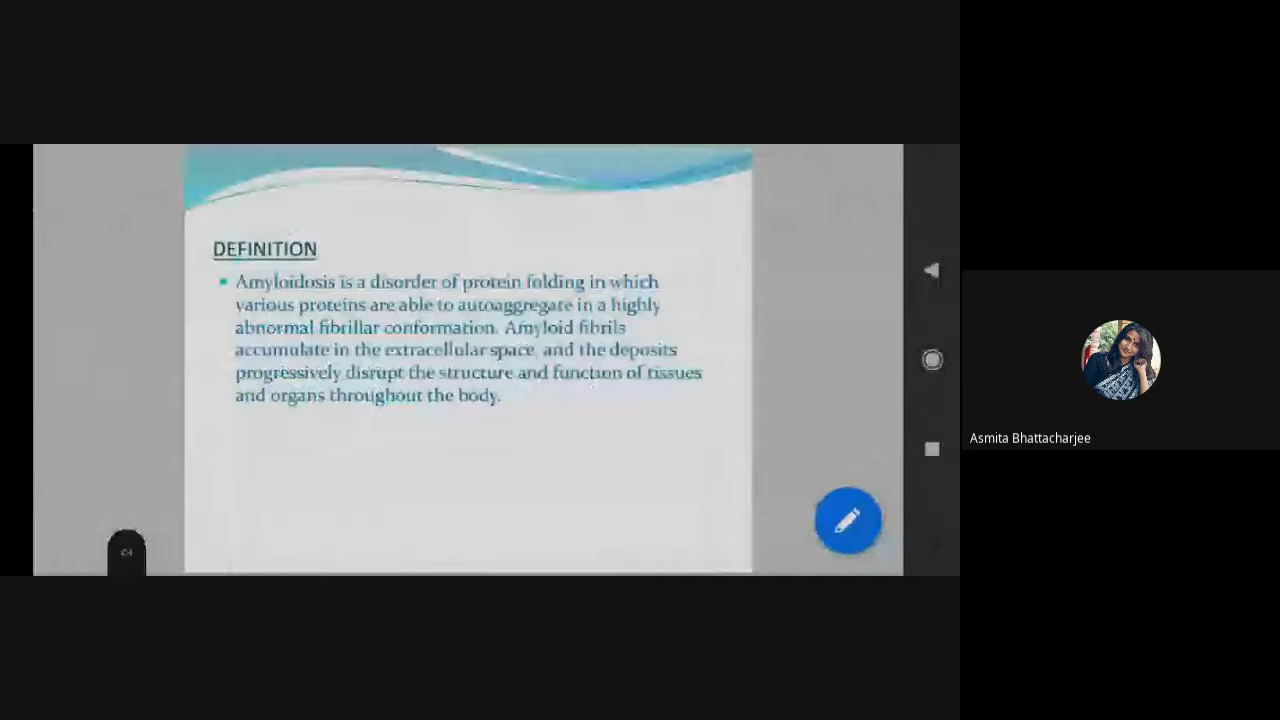 DEFINITION
Amyloidosis is a disorder of protein folding in which
various proteins are able to autoaggregate in a highly
abnormal fibrillar conformation. Amyloid fibrils
accumulate in the extracellular space, and the deposits
progressively disrupt the structure and function of tissues
and organs throughout the body.
Asmita Bhattacharjee